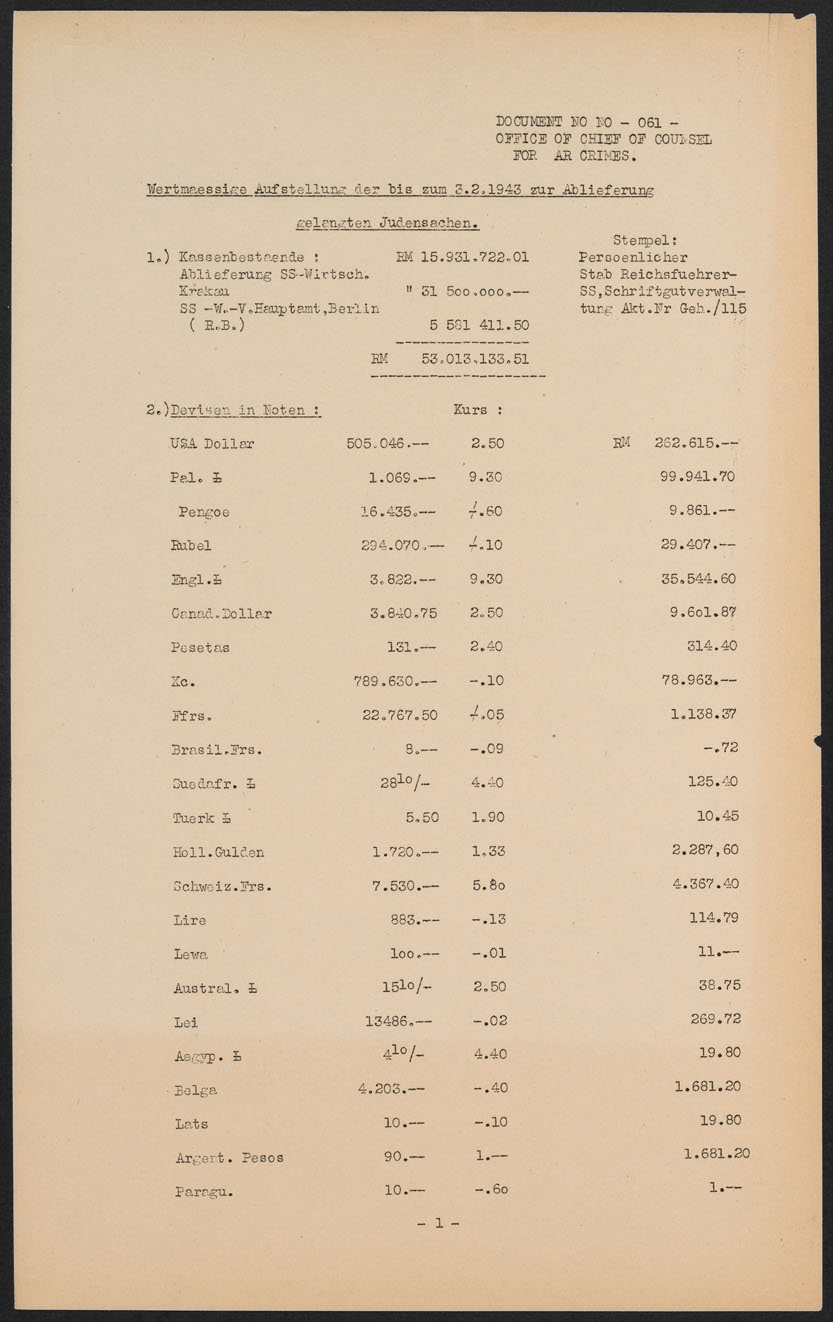 DOCUMENT NO NO - 061 -
OFFICE OF CHIEF OF COUNSEL
FOR AR CRIMES.
Wertmaessige Aufstellung der bis zum 3.2.1943 zur Ablieferung
gelangten Judensachen.
Stempel:
1.) Kassenbestaende : RM 15.931.722.01 Persoenlicher
Ablieferung SS-Wirtsch. Stab Reichsfuehrer-
Krakau " 31 500.000.-- SS,Schriftgutverwal-
SS -W.-V.Hauptamt,Berlin tung Akt.Nr Geh./115
( R.B.) 5 581 411.50
RM 53.013.133.51
2.)Devisen in Noten : Kurs :
USA Dollar 505.046.-- 2.50 RM 262.615.--
Pal. £ 1.069.-- 9.30 99.941.70
Pengoe 16.435.-- -/.60 9.861.--
Rubel 294.070.-- -/.10 29.407.--
Engl.£ 3.822.-- 9.30 35.544.60
Canad.Dollar 3.840.75 2.50 9.601.87
Pesetas 131.-- 2.40 314.40
Kc. 789.630.-- -.10 78.963.--
Ffrs. 22.767.50 -/.05 1.138.37
Brasil.Frs. 8.-- -.09 -.72
Suedafr. £ 2810/- 4.40 125.40
Tuerk £ 5.50 1.90 10.45
Holl.Gulden 1.720.-- 1.33 2.287,60
Schweiz.Frs. 7.530.-- 5.80 4.367.40
Lire 883.-- -.13 114.79
Lewa 100.-- -.01 11.--
Austral. £ 1510/- 2.50 38.75
Lei 13486.-- -.02 269.72
Aegyp. £ 410/- 4.40 19.80
Belga 4.203.-- -.40 1.681.20
Lats 10.-- -.10 19.80
Argert. Pesos 90.-- 1.-- 1.681.20
Paragu. 10.-- -.60 1.--
- 1 -